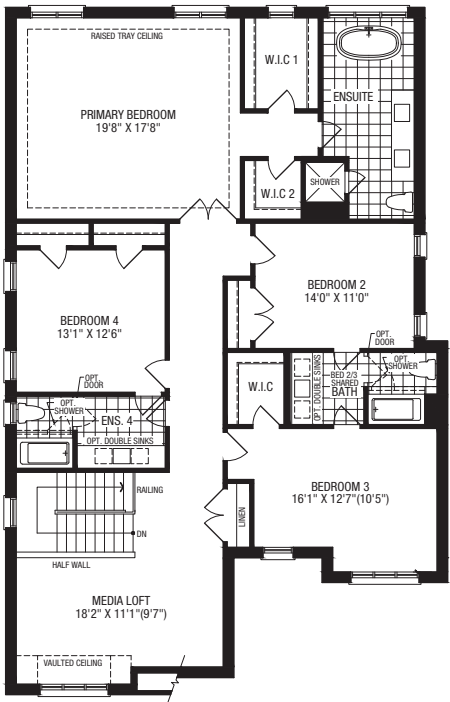 RAISED TRAY CEILING
W.I.C 1
PRIMARY BEDROOM
19'8" X 17'8"
ENSUITE
SHOWER
W.I.C 2
BEDROOM 2
14'0" X 11'0"
BEDROOM 4
13'1" X 12'6"
OPT.
DOOR
OPT.
DOOR
OPT.
SHOWER
ENS. 4
OPT. DOUBLE SINKS
W.I.C
OPT. DOUBLE SINKS
BED 2/3
SHARED
BATH
OPT.
SHOWER
BEDROOM 3
16'1" X 12'7"(10'5")
LINEN
RAILING
DN
HALF WALL
MEDIA LOFT
18'2" X 11'1"(9'7")
VAULTED CEILING